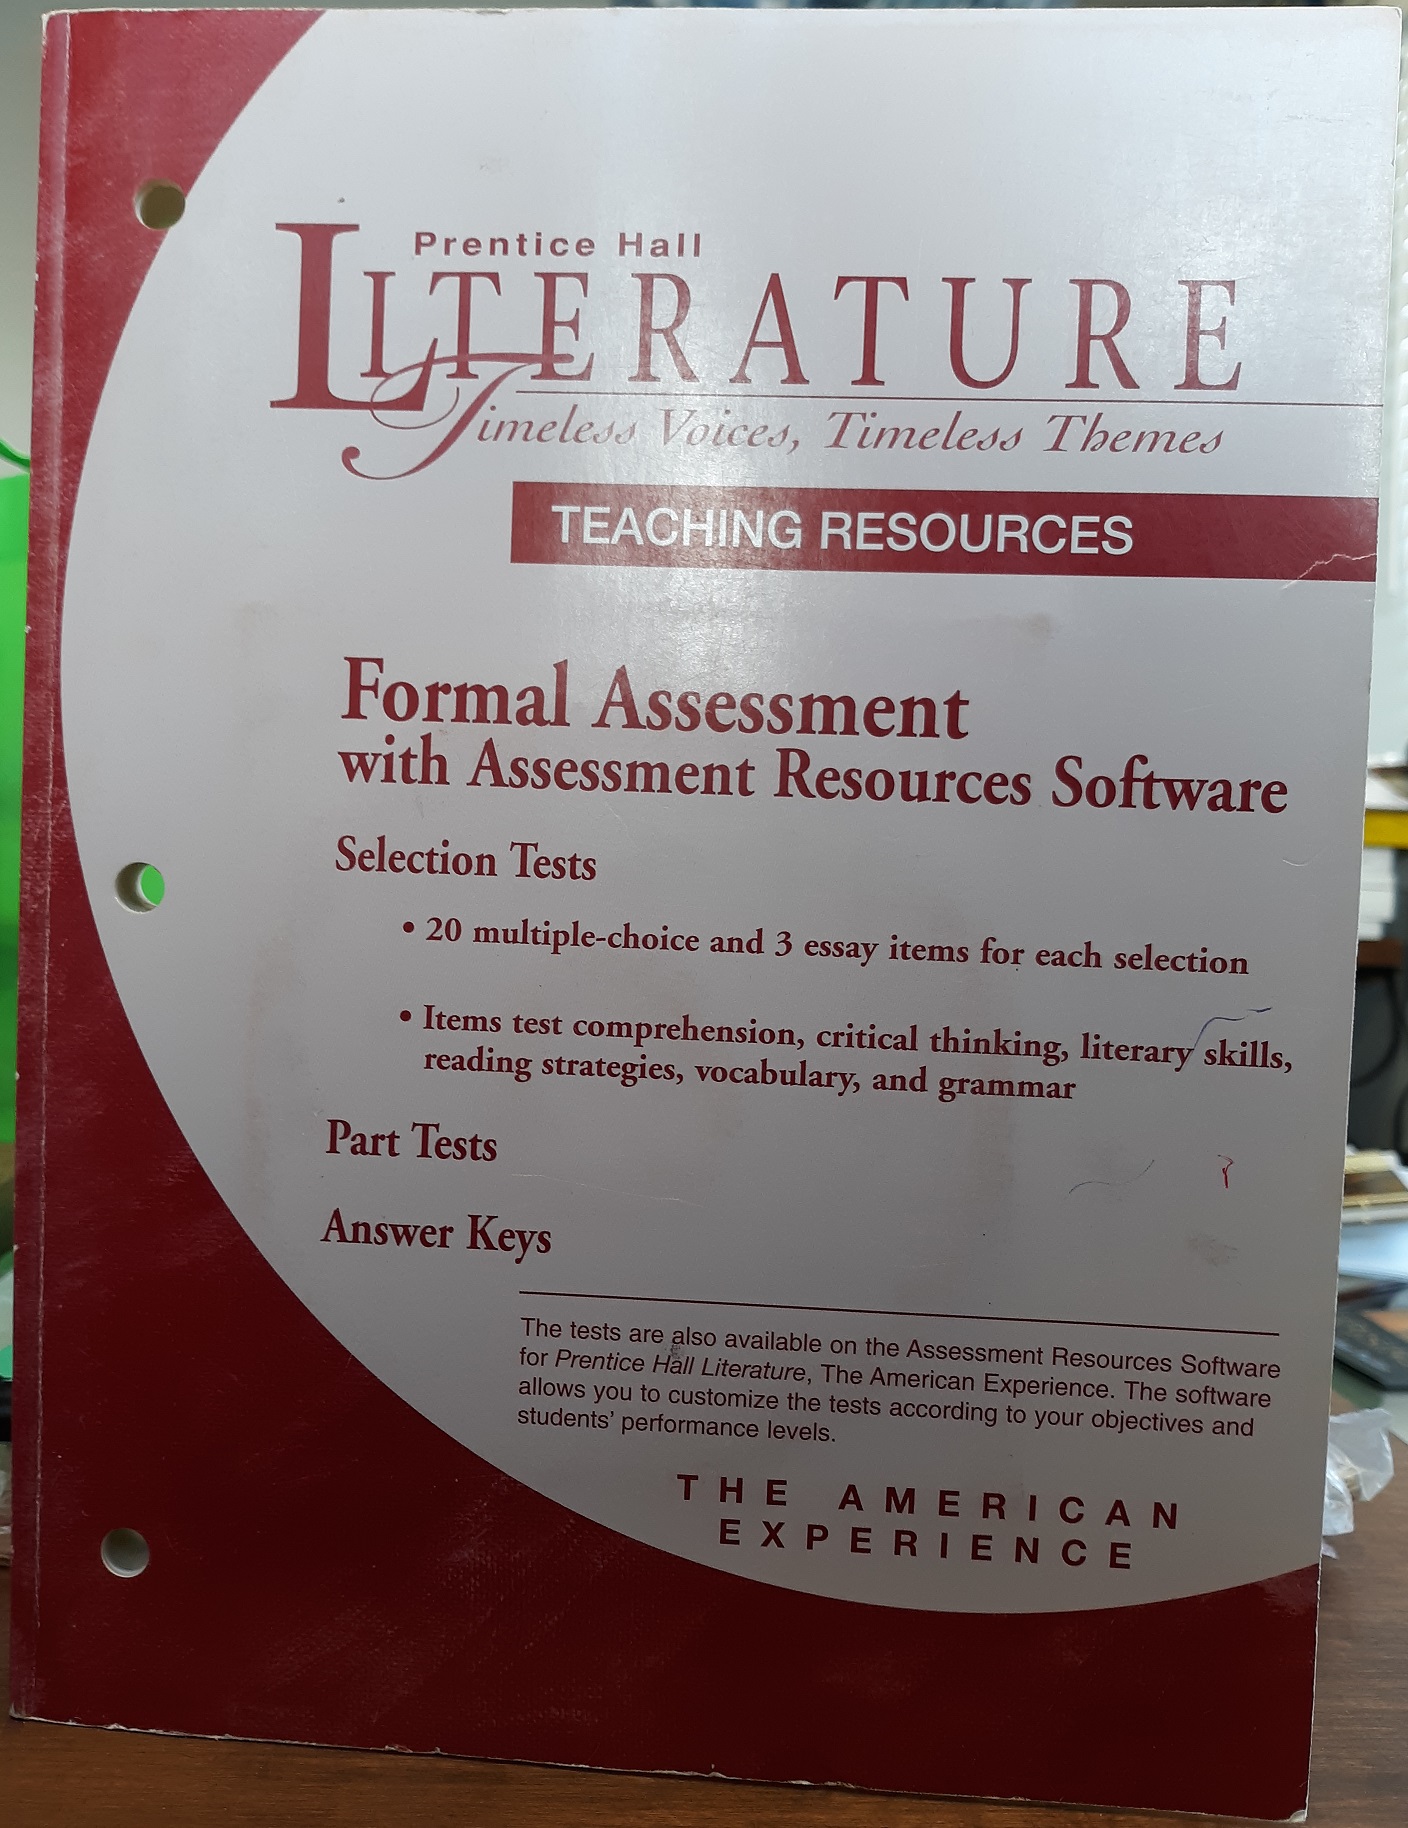 Prentice Hall
LITERATURE
Timeless Voices, Timeless Themes
TEACHING RESOURCES
Formal Assessment
with Assessment Resources Software
Selection Tests
• 20 multiple-choice and 3 essay items for each selection
• Items test comprehension, critical thinking, literary skills,
reading strategies, vocabulary, and grammar
Part Tests
Answer Keys
The tests are also available on the Assessment Resources Software
for Prentice Hall Literature, The American Experience. The software
allows you to customize the tests according to your objectives and
students' performance levels.
THE AMERICAN
EXPERIENCE